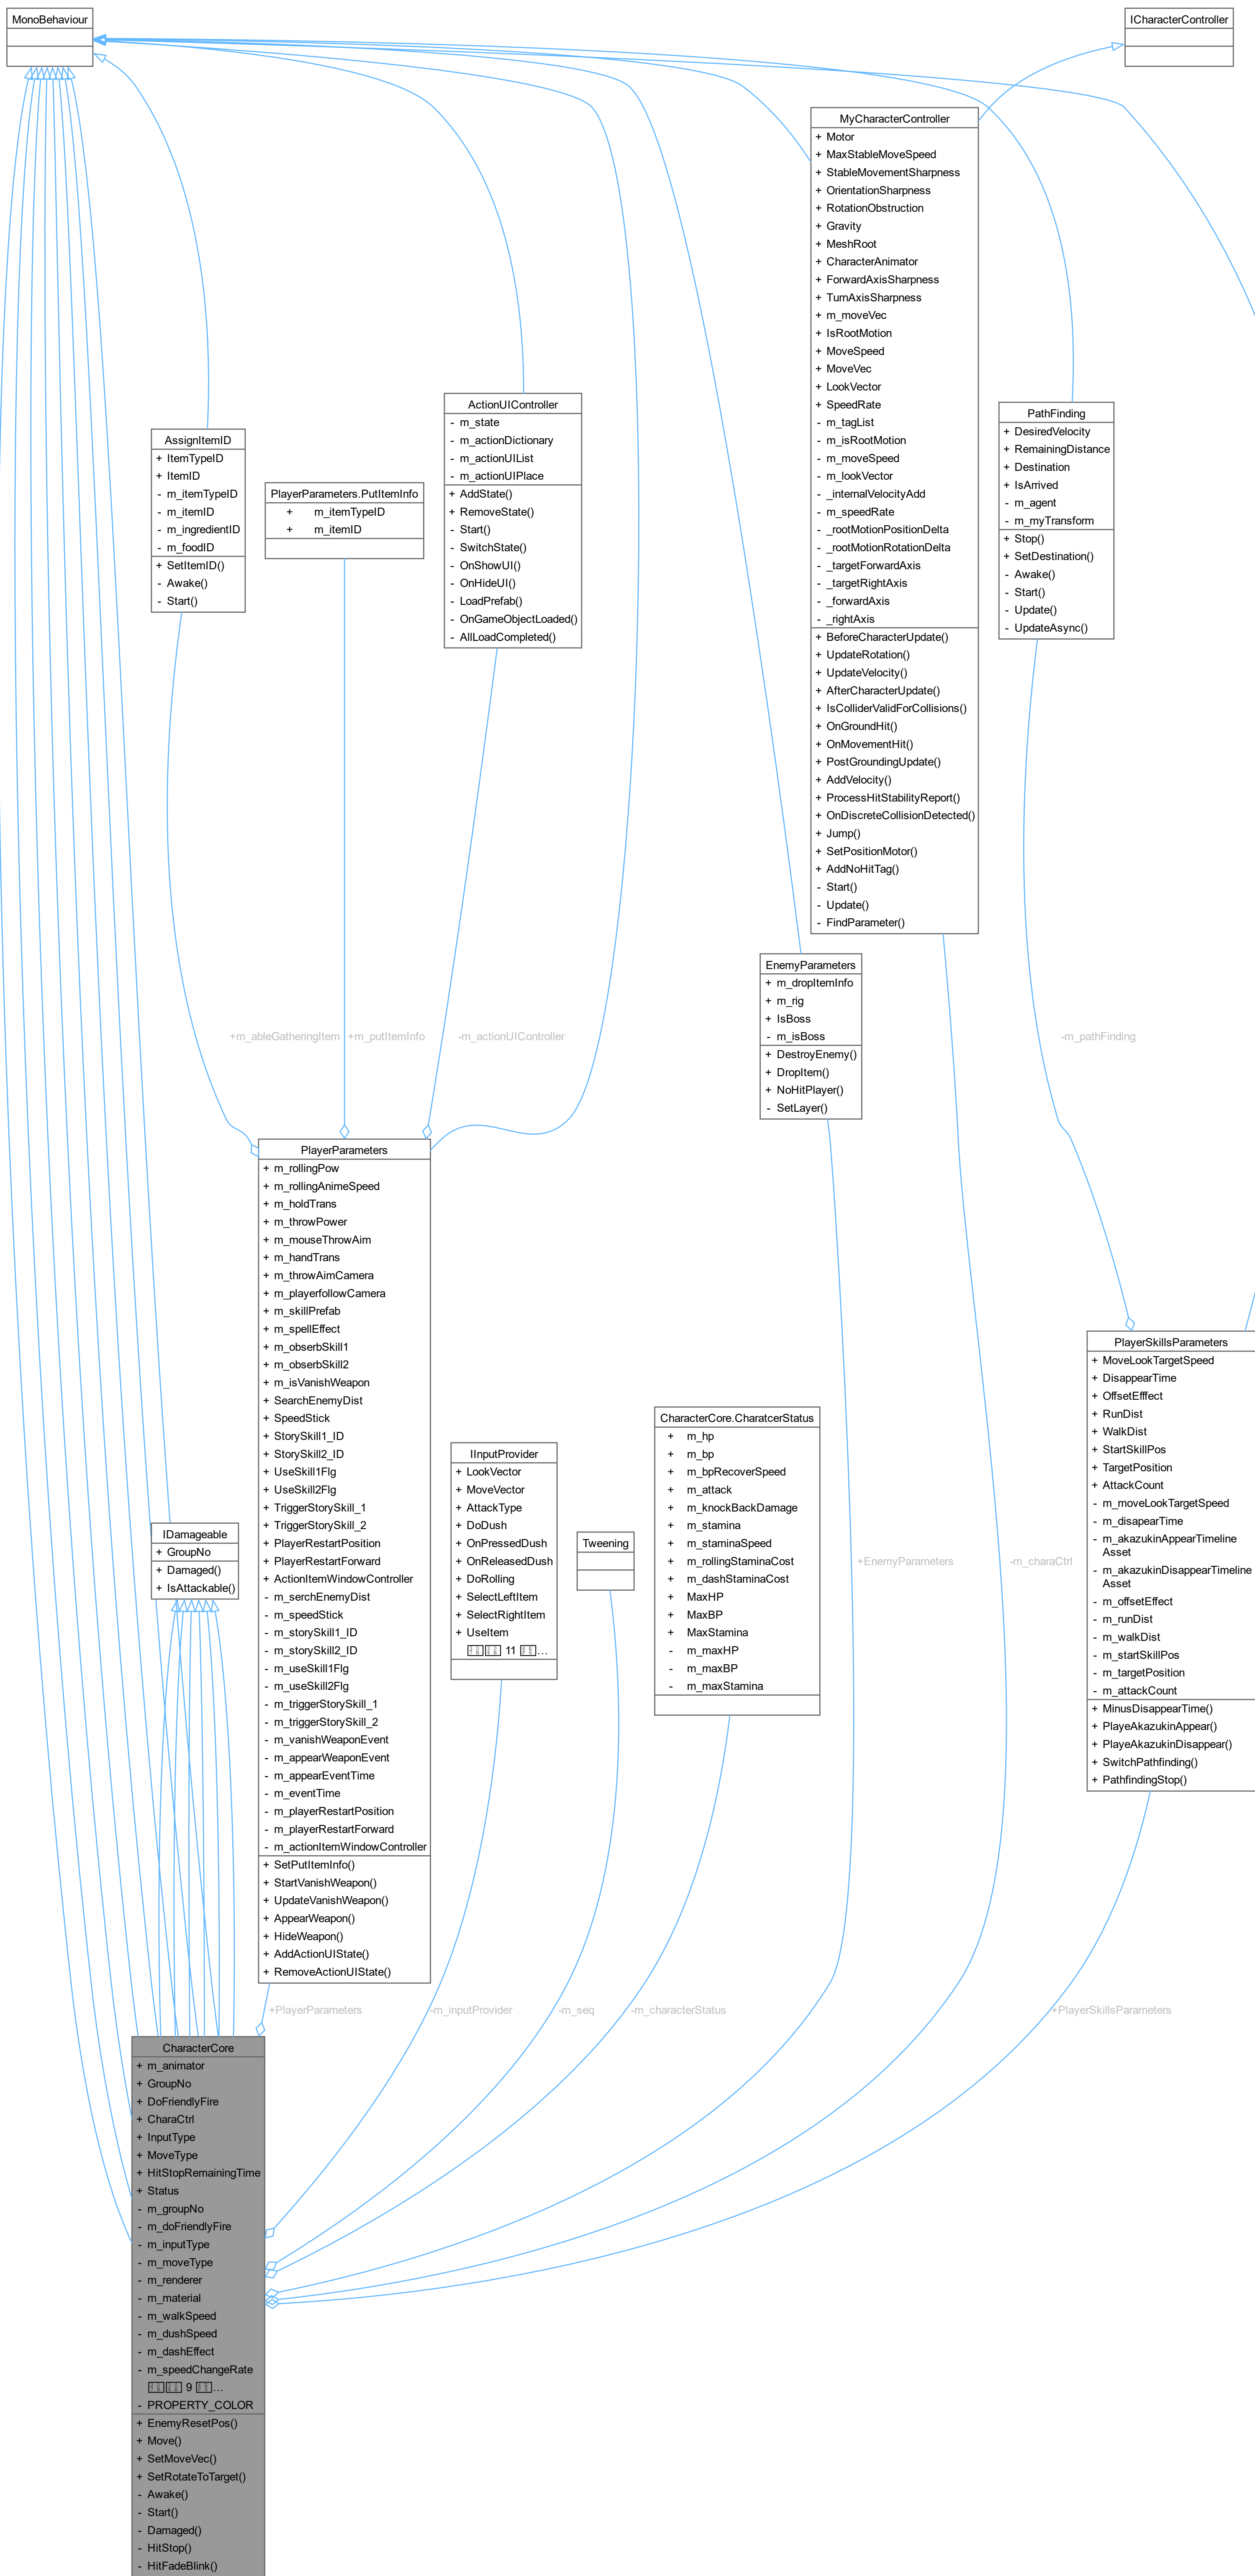 MonoBehaviour
ICharacterController
MyCharacterController
+ Motor
+ MaxStableMoveSpeed
+ StableMovementSharpness
+ OrientationSharpness
+ RotationObstruction
+ Gravity
+ MeshRoot
+ CharacterAnimator
+ ForwardAxisSharpness
+ TurnAxisSharpness
+ m_moveVec
+ IsRootMotion
+ MoveSpeed
+ MoveVec
+ LookVector
+ SpeedRate
- m_tagList
- m_isRootMotion
- m_moveSpeed
- m_lookVector
- _internalVelocityAdd
- m_speedRate
- _rootMotionPositionDelta
- _rootMotionRotationDelta
- _targetForwardAxis
- _targetRightAxis
- _forwardAxis
- _rightAxis
+ BeforeCharacterUpdate()
+ UpdateRotation()
+ UpdateVelocity()
+ AfterCharacterUpdate()
+ IsColliderValidForCollisions()
+ OnGroundHit()
+ OnMovementHit()
+ PostGroundingUpdate()
+ AddVelocity()
+ ProcessHitStabilityReport()
+ OnDiscreteCollisionDetected()
+ Jump()
+ SetPositionMotor()
+ AddNoHitTag()
- Start()
- Update()
- FindParameter()
ActionUIController
- m_state
- m_actionDictionary
- m_actionUIList
- m_actionUIPlace
+ AddState()
+ RemoveState()
- Start()
- SwitchState()
- OnShowUI()
- OnHideUI()
- LoadPrefab()
- OnGameObjectLoaded()
- AllLoadCompleted()
PathFinding
+ DesiredVelocity
+ RemainingDistance
+ Destination
+ IsArrived
- m_agent
- m_myTransform
+ Stop()
+ SetDestination()
- Awake()
- Start()
- Update()
- UpdateAsync()
AssignItemID
+ ItemTypeID
+ ItemID
- m_itemTypeID
- m_itemID
- m_ingredientID
- m_foodID
+ SetItemID()
- Awake()
- Start()
PlayerParameters.PutItemInfo
+ m_itemTypeID
+ m_itemID
EnemyParameters
+ m_dropItemInfo
+ m_rig
+ IsBoss
- m_isBoss
+ DestroyEnemy()
+ DropItem()
+ NoHitPlayer()
- SetLayer()
+m_ableGatheringItem
+m_putItemInfo
-m_actionUIController
-m_pathFinding
PlayerParameters
+ m_rollingPow
+ m_rollingAnimeSpeed
+ m_holdTrans
+ m_throwPower
+ m_mouseThrowAim
+ m_handTrans
+ m_throwAimCamera
+ m_playerfollowCamera
+ m_skillPrefab
+ m_spellEffect
+ m_obserbSkill1
+ m_obserbSkill2
+ m_isVanishWeapon
+ SearchEnemyDist
+ SpeedStick
+ StorySkill1_ID
+ StorySkill2_ID
+ UseSkill1Flg
+ UseSkill2Flg
+ TriggerStorySkill_1
+ TriggerStorySkill_2
+ PlayerRestartPosition
+ PlayerRestartForward
+ ActionItemWindowController
- m_serchEnemyDist
- m_speedStick
- m_storySkill1_ID
- m_storySkill2_ID
- m_useSkill1Flg
- m_useSkill2Flg
- m_triggerStorySkill_1
- m_triggerStorySkill_2
- m_vanishWeaponEvent
- m_appearWeaponEvent
- m_appearEventTime
- m_eventTime
- m_playerRestartPosition
- m_playerRestartForward
- m_actionItemWindowController
+ SetPutItemInfo()
+ StartVanishWeapon()
+ UpdateVanishWeapon()
+ AppearWeapon()
+ HideWeapon()
+ AddActionUIState()
+ RemoveActionUIState()
PlayerSkillsParameters
+ MoveLookTargetSpeed
+ DisappearTime
+ OffsetEfffect
+ RunDist
+ WalkDist
+ StartSkillPos
+ TargetPosition
+ AttackCount
- m_moveLookTargetSpeed
- m_disapearTime
- m_akazukinAppearTimeline
Asset
- m_akazukinDisappearTimeline
Asset
- m_offsetEffect
- m_runDist
- m_walkDist
- m_startSkillPos
- m_targetPosition
- m_attackCount
+ MinusDisappearTime()
+ PlayeAkazukinAppear()
+ PlayeAkazukinDisappear()
+ SwitchPathfinding()
+ PathfindingStop()
CharacterCore.CharatcerStatus
+ m_hp
+ m_bp
+ m_bpRecoverSpeed
+ m_attack
+ m_knockBackDamage
+ m_stamina
+ m_staminaSpeed
+ m_rollingStaminaCost
+ m_dashStaminaCost
+ MaxHP
+ MaxBP
+ MaxStamina
- m_maxHP
- m_maxBP
- m_maxStamina
IInputProvider
+ LookVector
+ MoveVector
+ AttackType
+ DoDush
+ OnPressedDush
+ OnReleasedDush
+ DoRolling
+ SelectLeftItem
+ SelectRightItem
+ UseItem
11 ...
Tweening
IDamageable
+ GroupNo
+ Damaged()
+ IsAttackable()
+EnemyParameters
-m_charaCtrl
+PlayerParameters
-m_inputProvider
-m_seq
-m_characterStatus
+PlayerSkillsParameters
CharacterCore
+ m_animator
+ GroupNo
+ DoFriendlyFire
+ CharaCtrl
+ InputType
+ MoveType
+ HitStopRemainingTime
+ Status
- m_groupNo
- m_doFriendlyFire
- m_inputType
- m_moveType
- m_renderer
- m_material
- m_walkSpeed
- m_dushSpeed
- m_dashEffect
- m_speedChangeRate
9 ...
- PROPERTY_COLOR
+ EnemyResetPos()
+ Move()
+ SetMoveVec()
+ SetRotateToTarget()
- Awake()
- Start()
- Damaged()
- HitStop()
- HitFadeBlink()